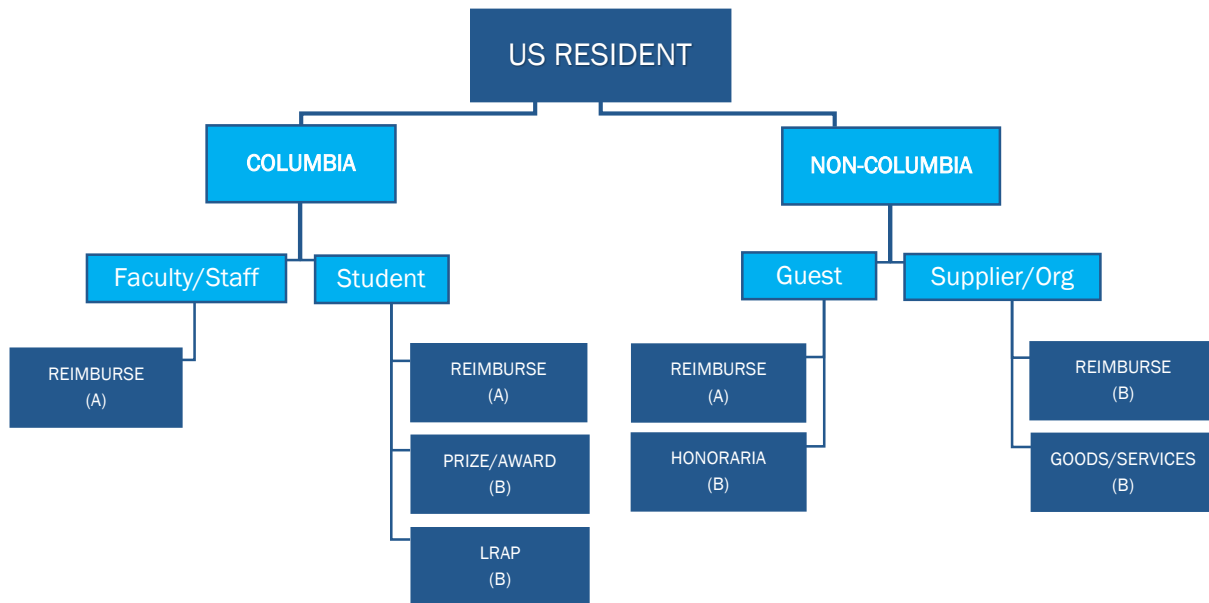 US RESIDENT
COLUMBIA
NON-COLUMBIA
Faculty/Staff
Student
Guest
Supplier/Org
REIMBURSE
(A)
REIMBURSE
(A)
PRIZE/AWARD
(B)
LRAP
(B)
REIMBURSE
(A)
HONORARIA
(B)
REIMBURSE
(B)
GOODS/SERVICES
(B)